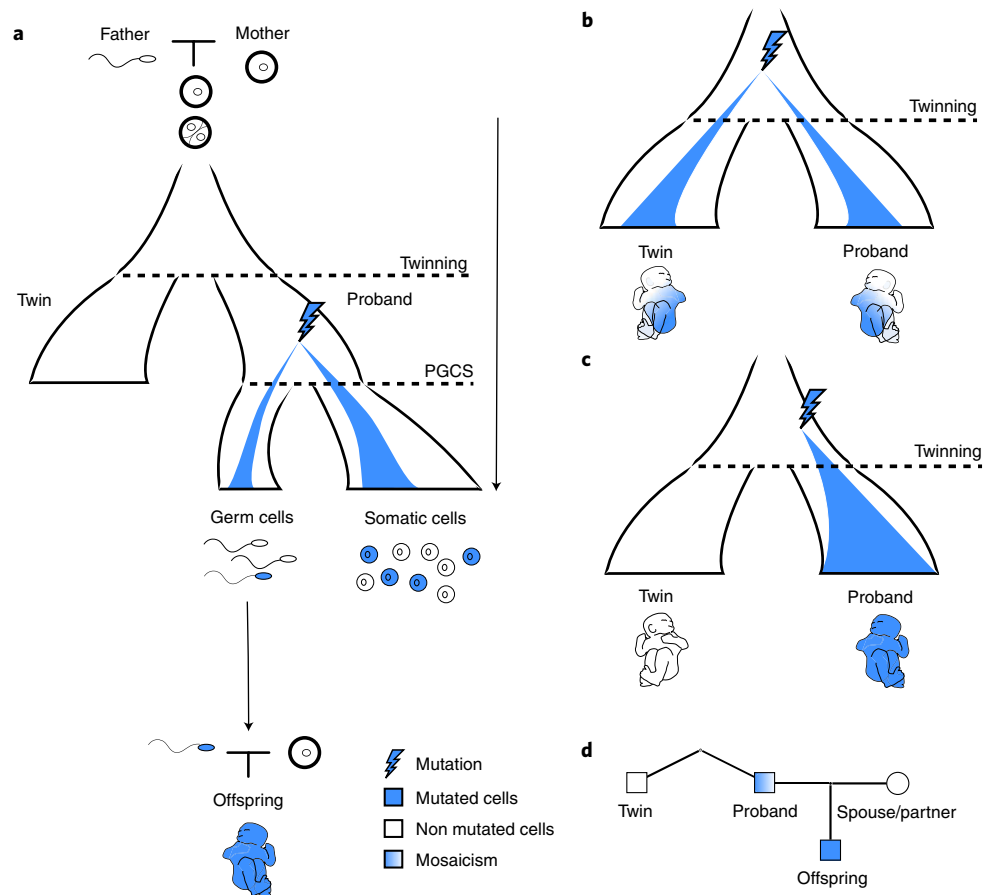 a
Father
Mother
Twinning
Twin
Proband
PGCS
Germ cells
Somatic cells
Offspring
Mutation
Mutated cells
Non mutated cells
Mosaicism
b
Twinning
Twin
Proband
c
Twinning
Twin
Proband
d
Twin
Proband
Spouse/partner
Offspring